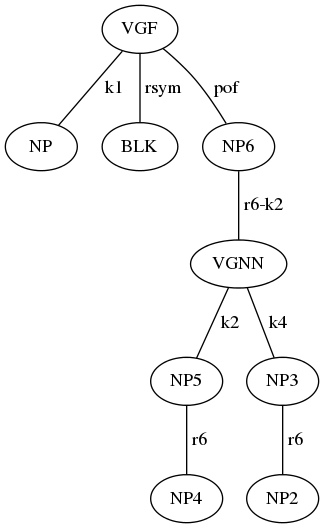 VGF
k1 rsym pof
NP BLK NP6
r6-k2
VGNN
k2 k4
NP5 NP3
r6 r6
NP4 NP2